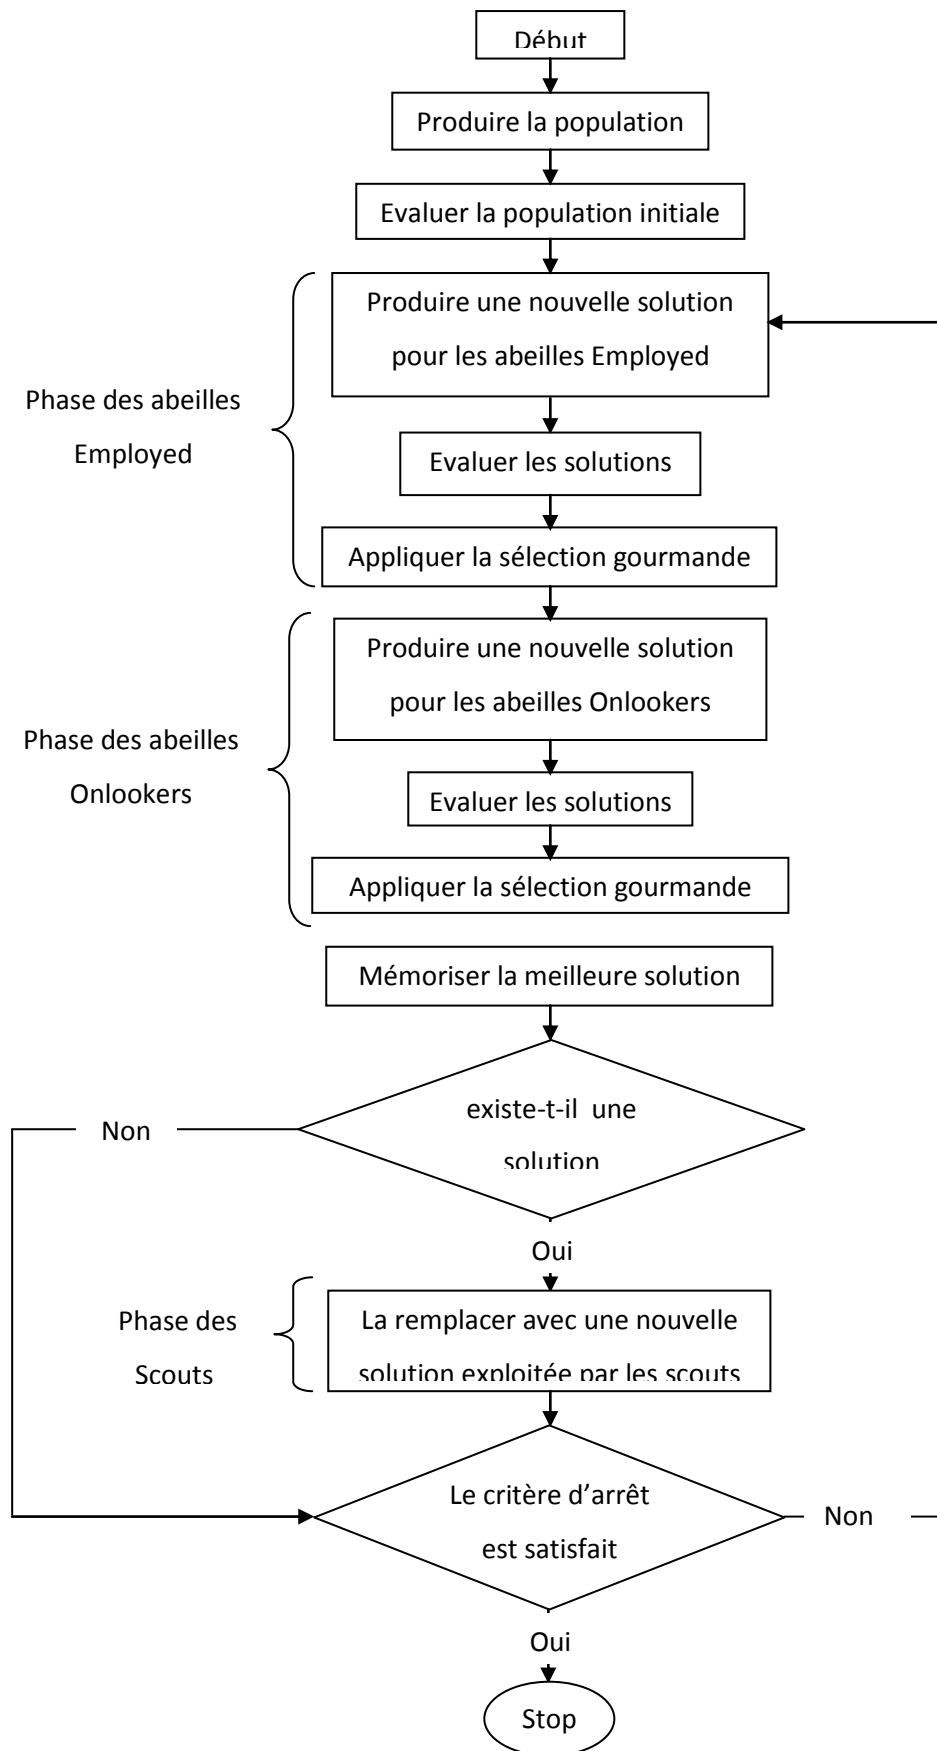 Début
Produire la population
Evaluer la population initiale
Produire une nouvelle solution
pour les abeilles Employed
Phase des abeilles
Employed
Evaluer les solutions
Appliquer la sélection gourmande
Produire une nouvelle solution
pour les abeilles Onlookers
Phase des abeilles
Onlookers
Evaluer les solutions
Appliquer la sélection gourmande
Mémoriser la meilleure solution
existe-t-il une
solution
Non
Oui
Phase des
Scouts
La remplacer avec une nouvelle
solution exploitée par les scouts
Le critère d’arrêt
est satisfait
Non
Oui
Stop